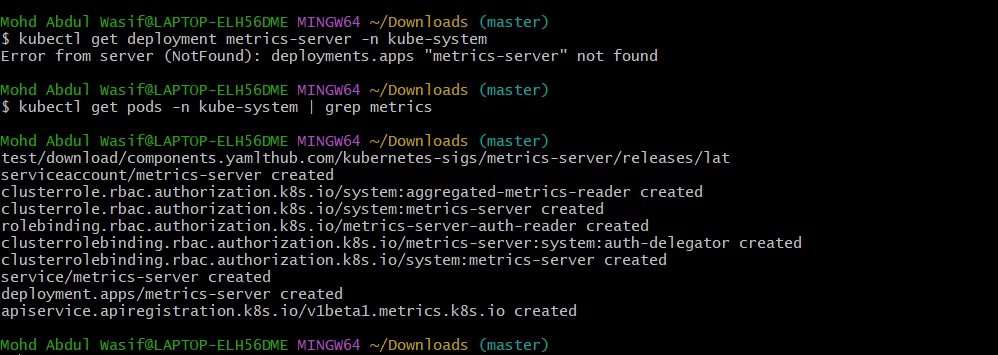 Mohd Abdul Wasif@LAPTOP-ELH56DME MINGW64 ~/Downloads (master)
$ kubectl get deployment metrics-server -n kube-system
Error from server (NotFound): deployments.apps "metrics-server" not found
Mohd Abdul Wasif@LAPTOP-ELH56DME MINGW64 ~/Downloads (master)
$ kubectl get pods -n kube-system | grep metrics
Mohd Abdul Wasif@LAPTOP-ELH56DME MINGW64 ~/Downloads (master)
test/download/components.yamlthub.com/kubernetes-sigs/metrics-server/releases/lat
serviceaccount/metrics-server created
clusterrole.rbac.authorization.k8s.io/system:aggregated-metrics-reader created
clusterrole.rbac.authorization.k8s.io/system:metrics-server created
rolebinding.rbac.authorization.k8s.io/metrics-server-auth-reader created
clusterrolebinding.rbac.authorization.k8s.io/metrics-server:system:auth-delegator created
clusterrolebinding.rbac.authorization.k8s.io/system:metrics-server created
service/metrics-server created
deployment.apps/metrics-server created
apiservice.apiregistration.k8s.io/v1beta1.metrics.k8s.io created
Mohd Abdul Wasif@LAPTOP-ELH56DME MINGW64 ~/Downloads (master)